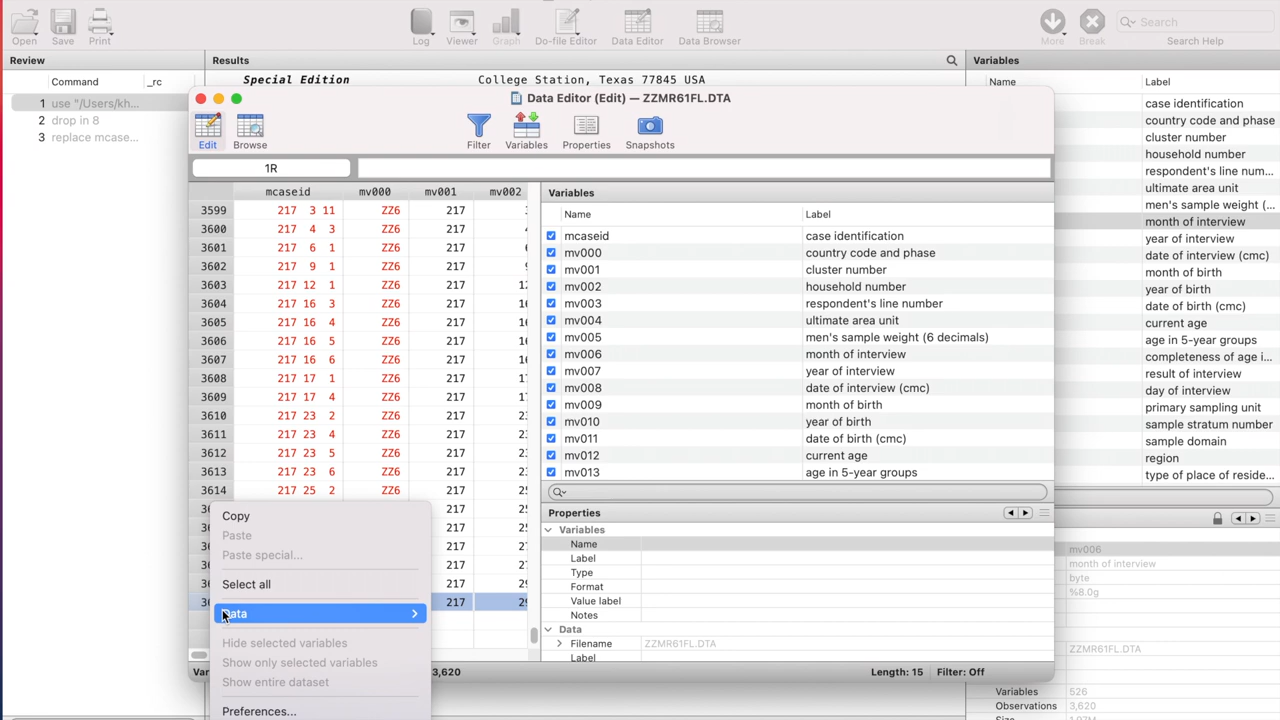 Open Save Print Log Viewer Graph Do-file Editor Data Editor Data Browser More Break Search
Search Help
Review Results Variables
Command _rc Special Edition College Station, Texas 77845 USA Name Label
1 use "/Users/kh...
2 drop in 8
3 replace mcase...
Data Editor (Edit) — ZZMR61FL.DTA
Edit Browse Filter Variables Properties Snapshots
1R
mcaseid mv000 mv001 mv002
3599 217 3 11 ZZ6 217
3600 217 4 3 ZZ6 217
3601 217 6 1 ZZ6 217
3602 217 9 1 ZZ6 217
3603 217 12 1 ZZ6 217
3604 217 16 3 ZZ6 217
3605 217 16 4 ZZ6 217
3606 217 16 5 ZZ6 217
3607 217 16 6 ZZ6 217
3608 217 17 1 ZZ6 217
3609 217 17 4 ZZ6 217
3610 217 23 2 ZZ6 217
3611 217 23 4 ZZ6 217
3612 217 23 5 ZZ6 217
3613 217 23 6 ZZ6 217
3614 217 25 2 ZZ6 217
217
217
217
217
217
217
Copy
Paste
Paste special...
Select all
Data
Hide selected variables
Show only selected variables
Show entire dataset
Preferences...
Variables
Name Label
mcaseid case identification
mv000 country code and phase
mv001 cluster number
mv002 household number
mv003 respondent's line number
mv004 ultimate area unit
mv005 men's sample weight (6 decimals)
mv006 month of interview
mv007 year of interview
mv008 date of interview (cmc)
mv009 month of birth
mv010 year of birth
mv011 date of birth (cmc)
mv012 current age
mv013 age in 5-year groups
Properties
Variables
Name
Label
Type
Format
Value label
Notes
Data
Filename ZZMR61FL.DTA
Label
3,620 Length: 15 Filter: Off
case identification
country code and phase
cluster number
household number
respondent's line num...
ultimate area unit
men's sample weight (...
month of interview
year of interview
date of interview (cmc)
month of birth
year of birth
date of birth (cmc)
current age
age in 5-year groups
completeness of age i...
result of interview
day of interview
primary sampling unit
sample stratum number
sample domain
region
type of place of reside...
mv006
month of interview
byte
%8.0g
ZZMR61FL.DTA
Variables 526
Observations 3,620